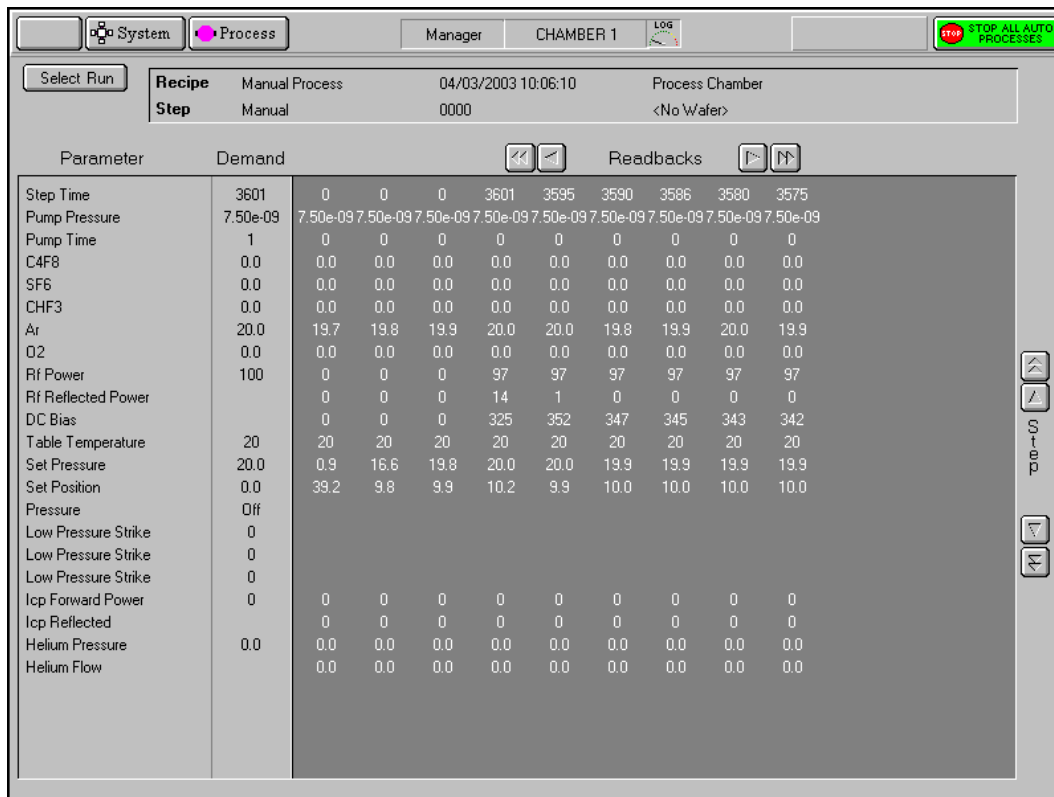 System Process Manager CHAMBER 1 LOG STOP STOP ALL AUTO
PROCESSES
Select Run
Recipe Manual Process 04/03/2003 10:06:10 Process Chamber
Step Manual 0000 <No Wafer>
Parameter Demand Readbacks
Step Time 3601 0 0 0 3601 3595 3590 3586 3580 3575
Pump Pressure 7.50e-09 7.50e-09 7.50e-09 7.50e-09 7.50e-09 7.50e-09 7.50e-09 7.50e-09 7.50e-09 7.50e-09
Pump Time 1 0 0 0 0 0 0 0 0 0
C4F8 0.0 0.0 0.0 0.0 0.0 0.0 0.0 0.0 0.0 0.0
SF6 0.0 0.0 0.0 0.0 0.0 0.0 0.0 0.0 0.0 0.0
CHF3 0.0 0.0 0.0 0.0 0.0 0.0 0.0 0.0 0.0 0.0
Ar 20.0 19.7 19.8 19.9 20.0 20.0 19.8 19.9 20.0 19.9
O2 0.0 0.0 0.0 0.0 0.0 0.0 0.0 0.0 0.0 0.0
Rf Power 100 0 0 0 97 97 97 97 97 97
Rf Reflected Power 0 0 0 14 1 0 0 0 0
DC Bias 0 0 0 325 352 347 345 343 342
Table Temperature 20 20 20 20 20 20 20 20 20 20
Set Pressure 20.0 0.9 16.6 19.8 20.0 20.0 19.9 19.9 19.9 19.9
Set Position 0.0 39.2 9.8 9.9 10.2 9.9 10.0 10.0 10.0 10.0
Pressure Off
Low Pressure Strike 0
Low Pressure Strike 0
Low Pressure Strike 0
Icp Forward Power 0 0 0 0 0 0 0 0 0 0
Icp Reflected 0 0 0 0 0 0 0 0 0
Helium Pressure 0.0 0.0 0.0 0.0 0.0 0.0 0.0 0.0 0.0 0.0
Helium Flow 0.0 0.0 0.0 0.0 0.0 0.0 0.0 0.0 0.0
Step